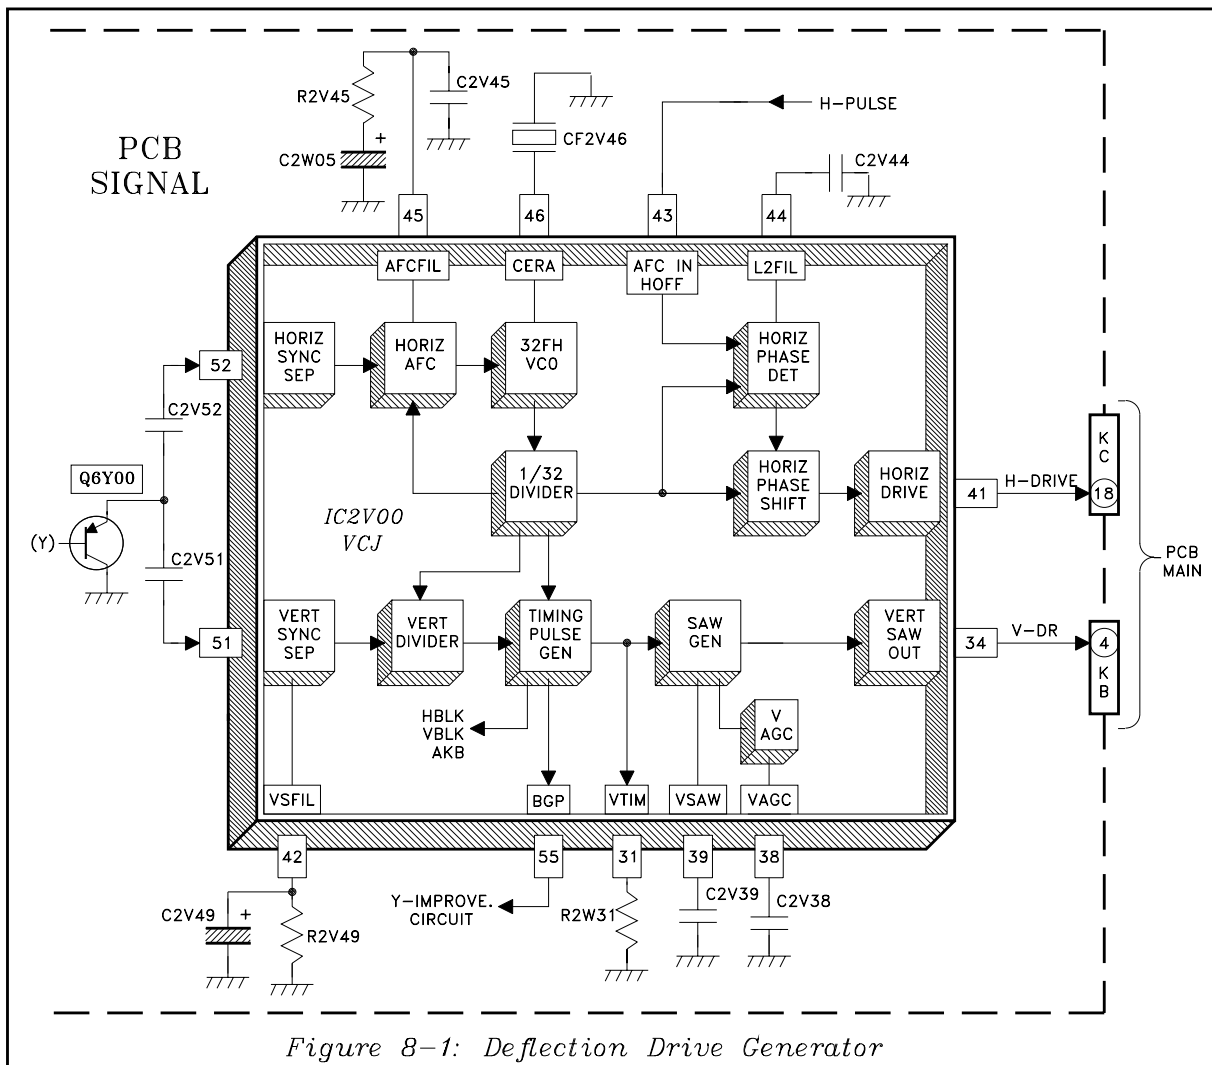 PCB
SIGNAL
R2V45
C2V45
C2W05
+
CF2V46
H-PULSE
C2V44
45
46
43
44
AFCFIL
CERA
AFC IN
HOFF
L2FIL
HORIZ
SYNC
SEP
HORIZ
AFC
32FH
VCO
HORIZ
PHASE
DET
52
C2V52
Q6Y00
(Y)
C2V51
51
1/32
DIVIDER
HORIZ
PHASE
SHIFT
HORIZ
DRIVE
41
H-DRIVE
K
C
18
IC2V00
VCJ
PCB
MAIN
VERT
SYNC
SEP
VERT
DIVIDER
TIMING
PULSE
GEN
SAW
GEN
VERT
SAW
OUT
34
V-DR
4
K
B
HBLK
VBLK
AKB
V
AGC
VSFIL
BGP
VTIM
VSAW
VAGC
42
55
31
39
38
C2V49
+
R2V49
Y-IMPROVE.
CIRCUIT
R2W31
C2V39
C2V38
Figure 8-1: Deflection Drive Generator